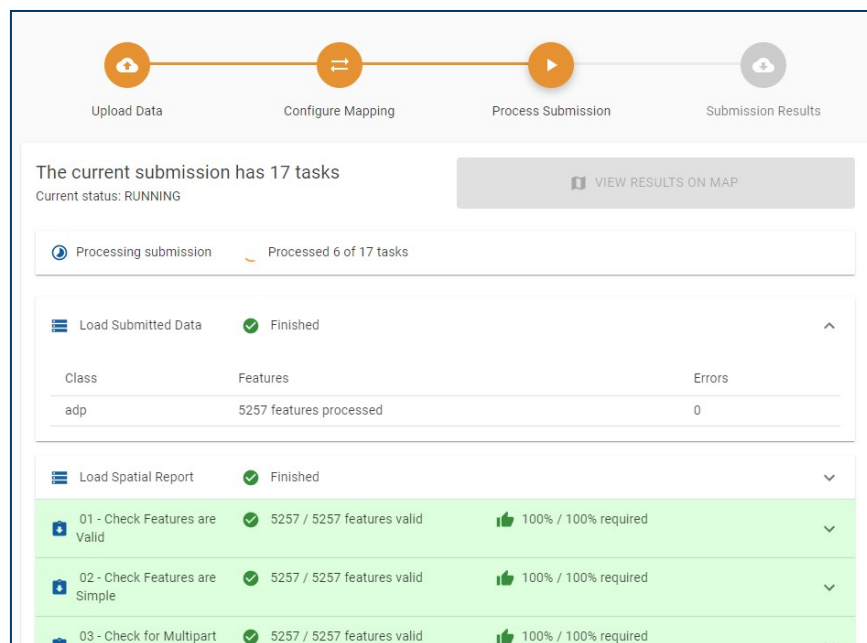 Upload Data
Configure Mapping
Process Submission
Submission Results
The current submission has 17 tasks
Current status: RUNNING
VIEW RESULTS ON MAP
Processing submission
Processed 6 of 17 tasks
Load Submitted Data
Finished
Class
Features
Errors
adp
5257 features processed
0
Load Spatial Report
Finished
01 - Check Features are
Valid
5257 / 5257 features valid
100% / 100% required
02 - Check Features are
Simple
5257 / 5257 features valid
100% / 100% required
03 - Check for Multipart
5257 / 5257 features valid
100% / 100% required